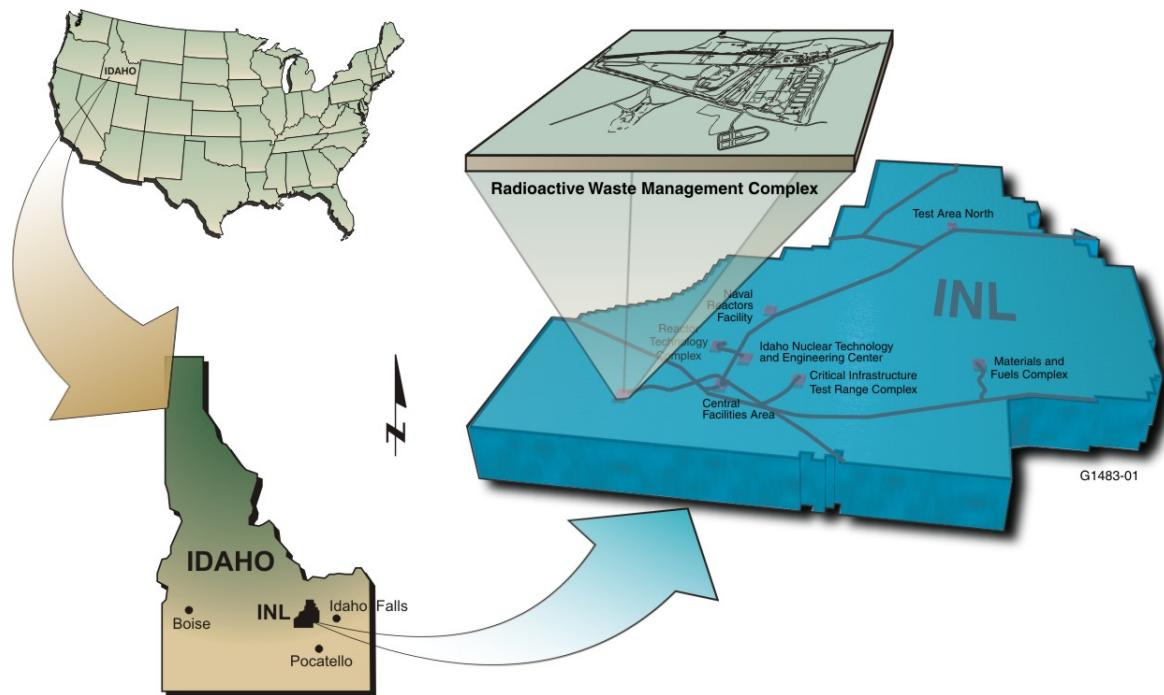 IDAHO
Radioactive Waste Management Complex
Test Area North
INL
Naval
Reactors
Facility
Reactor
Technology
Complex
Idaho Nuclear Technology
and Engineering Center
Critical Infrastructure
Test Range Complex
Materials and
Fuels Complex
Central
Facilities Area
G1483-01
N
IDAHO
INL
Idaho Falls
Boise
Pocatello